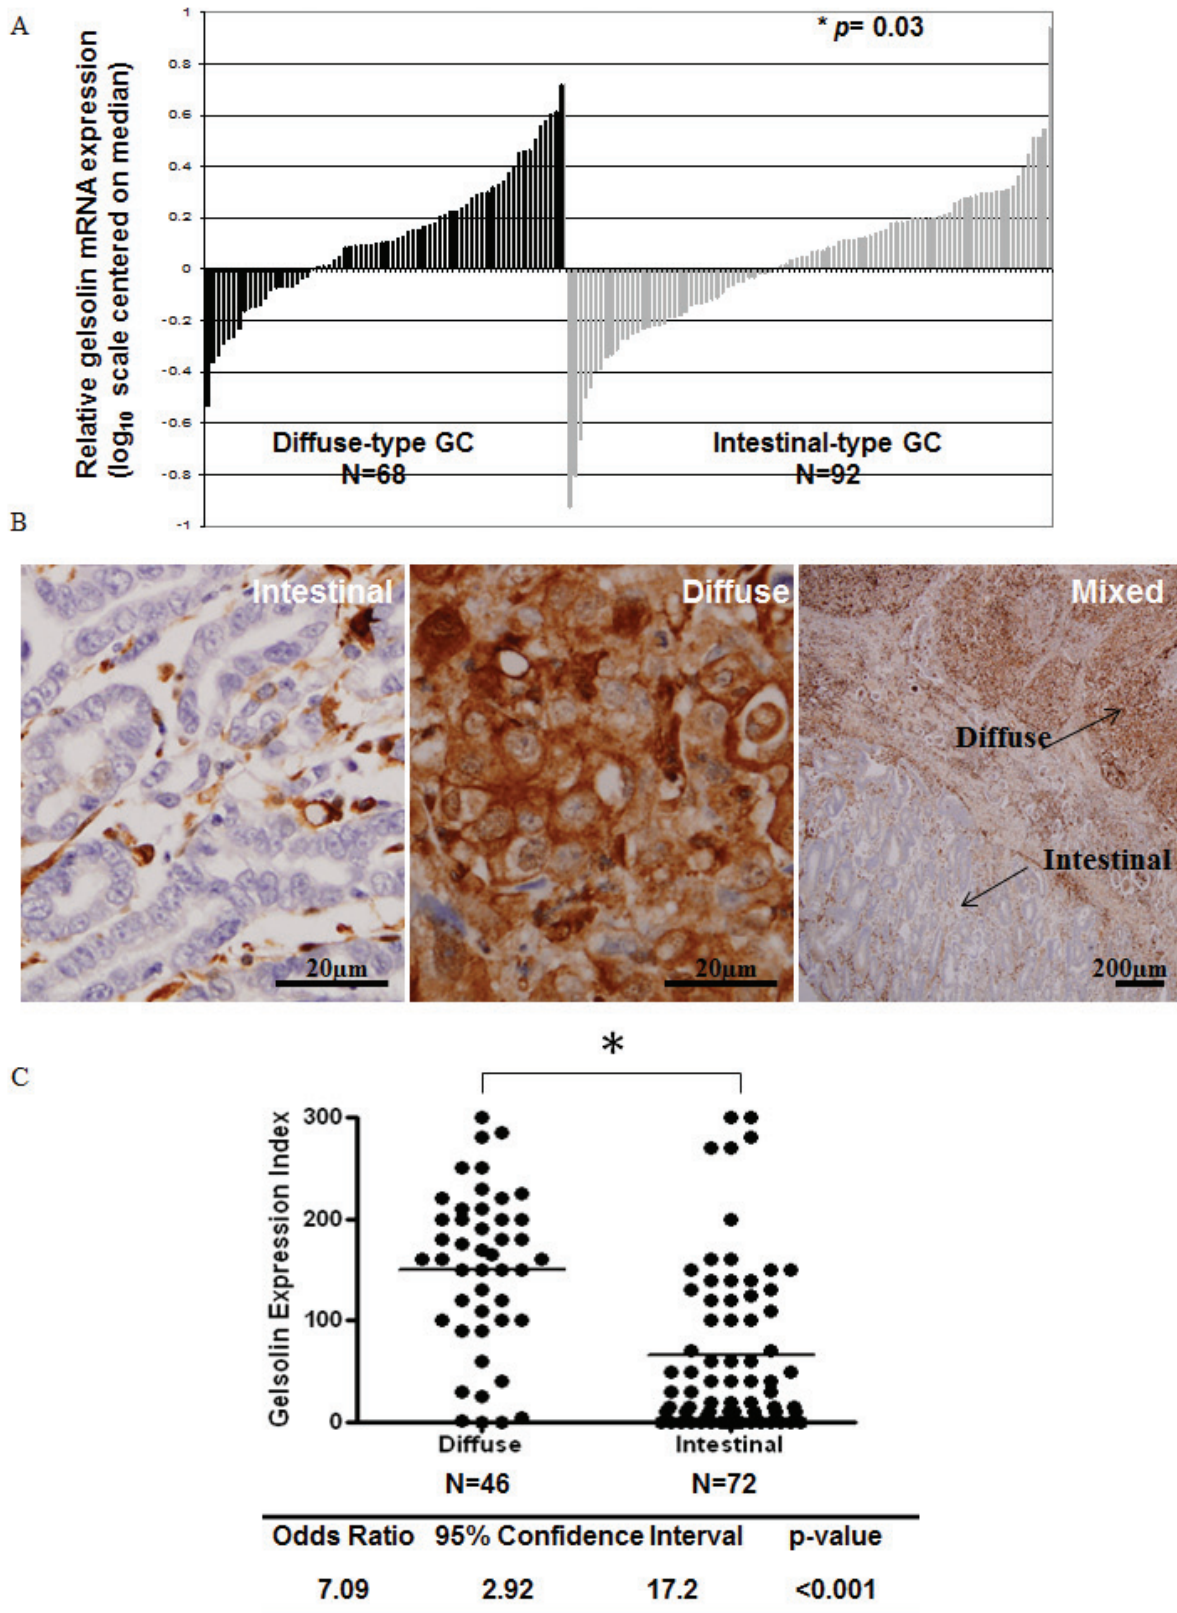 A
Relative gelsolin mRNA expression
(log10 scale centered on median)
1
0.8
0.6
0.4
0.2
0
-0.2
-0.4
-0.6
-0.8
-1
* p= 0.03
Diffuse-type GC
N=68
Intestinal-type GC
N=92
B
Intestinal
20µm
Diffuse
20µm
Mixed
Diffuse
Intestinal
200µm
C
*
Gelsolin Expression Index
300
200
100
0
Diffuse
N=46
Intestinal
N=72
Odds Ratio 95% Confidence Interval p-value
7.09 2.92 17.2 <0.001